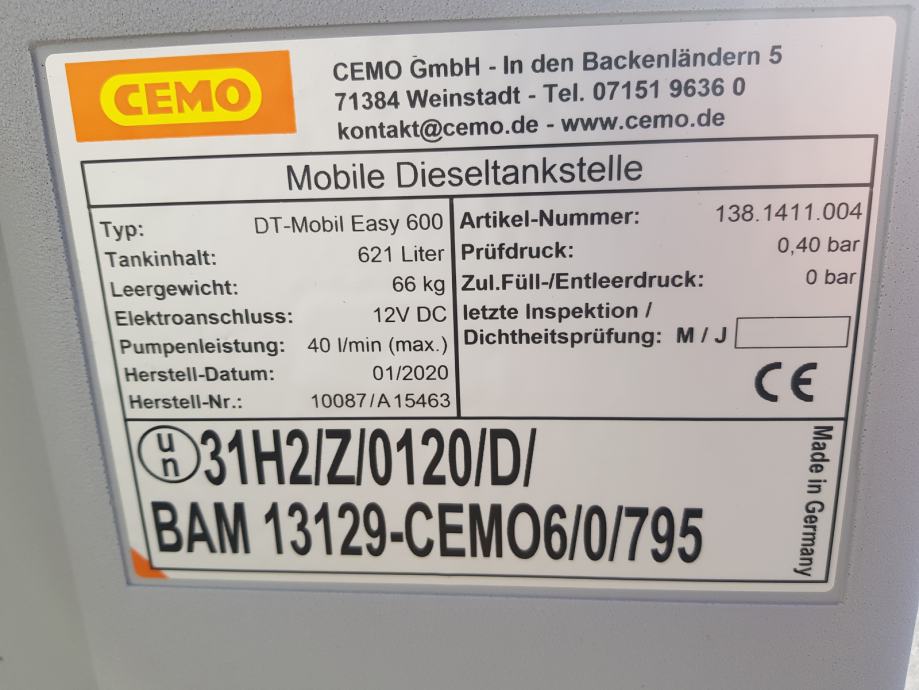 CEMO
CEMO GmbH - In den Backenländern 5
71384 Weinstadt - Tel. 07151 9636 0
kontakt@cemo.de - www.cemo.de
Mobile Dieseltankstelle
Typ: DT-Mobil Easy 600
Tankinhalt: 621 Liter
Leergewicht: 66 kg
Elektroanschluss: 12V DC
Pumpenleistung: 40 l/min (max.)
Herstell-Datum: 01/2020
Herstell-Nr.: 10087/A15463
Artikel-Nummer: 138.1411.004
Prüfdruck: 0,40 bar
Zul.Füll-/Entleerdruck: 0 bar
letzte Inspektion /
Dichtheitsprüfung: M / J
CE
un 31H2/Z/0120/D/
BAM 13129-CEMO6/0/795
Made in Germany